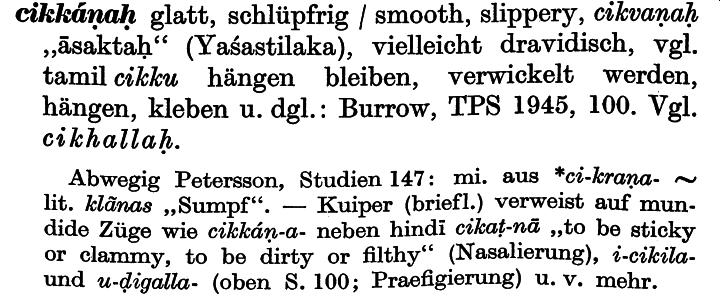 cikkáṇaḥ glatt, schlüpfrig / smooth, slippery, cikvaṇaḥ
„āsaktaḥ“ (Yaśastilaka), vielleicht dravidisch, vgl.
tamil cikku hängen bleiben, verwickelt werden,
hängen, kleben u. dgl.: Burrow, TPS 1945, 100. Vgl.
cikhallaḥ.
Abwegig Petersson, Studien 147: mi. aus *ci-kraṇa- ~
lit. klãnas „Sumpf“. — Kuiper (briefl.) verweist auf mun-
dide Züge wie cikkáṇ-a- neben hindī cikaṭ-nā „to be sticky
or clammy, to be dirty or filthy“ (Nasalierung), i-cikila-
und u-ḍigalla- (oben S. 100; Praefigierung) u. v. mehr.